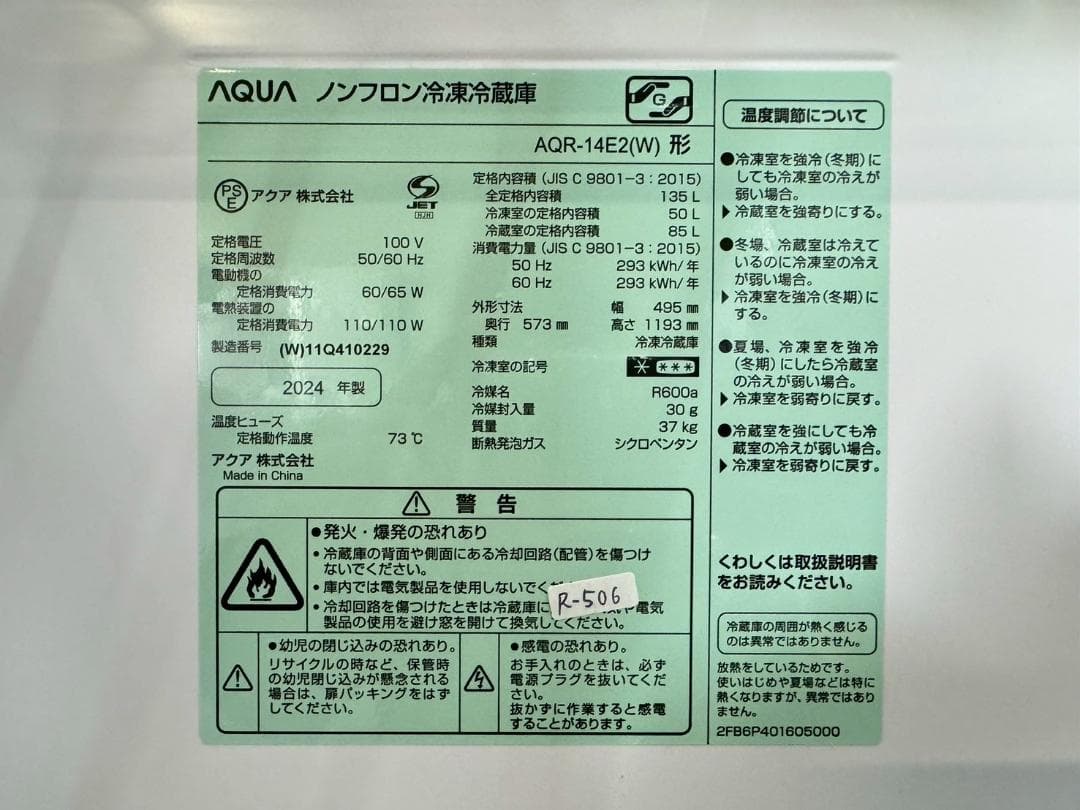 AQUA ノンフロン冷凍冷蔵庫
G
AQR-14E2(W) 形
PSE アクア 株式会社
JET
定格電圧 100 V
定格周波数 50/60 Hz
電動機の
定格消費電力 60/65 W
電熱装置の
定格消費電力 110/110 W
製造番号 (W)11Q410229
2024 年製
温度ヒューズ
定格動作温度 73 ℃
アクア 株式会社
Made in China
定格内容積 (JIS C 9801-3:2015)
全定格内容積 135 L
冷凍室の定格内容積 50 L
冷蔵室の定格内容積 85 L
消費電力量 (JIS C 9801-3:2015)
50 Hz 293 kWh/年
60 Hz 293 kWh/年
外形寸法 幅 495 ㎜
奥行 573 ㎜ 高さ 1193 ㎜
種類 冷凍冷蔵庫
冷凍室の記号 ***
冷媒名 R600a
冷媒封入量 30 g
質量 37 kg
断熱発泡ガス シクロペンタン
警告
●発火・爆発の恐れあり
・冷蔵庫の背面や側面にある冷却回路(配管)を傷つけ
ないでください。
・庫内では電気製品を使用しないでくだ
・冷却回路を傷つけたときは冷蔵庫に や電気
製品の使用を避け窓を開けて換気してください。
R-506
●幼児の閉じ込みの恐れあり。
リサイクルの時など、保管時
の幼児閉じ込みが懸念される
場合は、扉パッキングをはず
してください。
●感電の恐れあり。
お手入れのときは、必ず
電源プラグを抜いてくだ
さい。
抜かずに作業すると感電
することがあります。
温度調節について
●冷凍室を強冷(冬期)に
しても冷凍室の冷えが
弱い場合。
▶冷蔵室を強寄りにする。
●冬場、冷蔵室は冷えて
いるのに冷凍室の冷え
が弱い場合。
▶冷凍室を強冷(冬期)に
する。
●夏場、冷凍室を強冷
(冬期)にしたら冷蔵室
の冷えが弱い場合。
▶冷凍室を弱寄りに戻す。
●冷蔵室を強にしても冷
蔵室の冷えが弱い場合。
▶冷凍室を弱寄りに戻す。
くわしくは取扱説明書
をお読みください。
冷蔵庫の周囲が熱く感じる
のは異常ではありません。
放熱をしているためです。
使いはじめや夏場などは特に
熱くなりますが、異常ではあり
ません。
2FB6P401605000